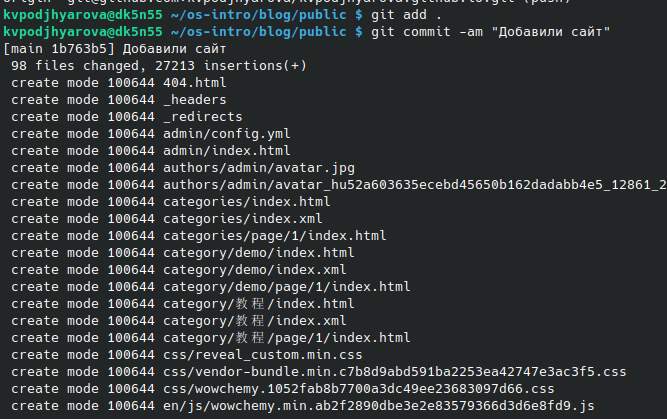 kvpodjhyarova@dk5n55 ~/os-intro/blog/public $ git add .
kvpodjhyarova@dk5n55 ~/os-intro/blog/public $ git commit -am "Добавили сайт"
[main 1b763b5] Добавили сайт
98 files changed, 27213 insertions(+)
create mode 100644 404.html
create mode 100644 _headers
create mode 100644 _redirects
create mode 100644 admin/config.yml
create mode 100644 admin/index.html
create mode 100644 authors/admin/avatar.jpg
create mode 100644 authors/admin/avatar_hu52a603635ecebd45650b162dadabb4e5_12861_2
create mode 100644 categories/index.html
create mode 100644 categories/index.xml
create mode 100644 categories/page/1/index.html
create mode 100644 category/demo/index.html
create mode 100644 category/demo/index.xml
create mode 100644 category/demo/page/1/index.html
create mode 100644 category/教程/index.html
create mode 100644 category/教程/index.xml
create mode 100644 category/教程/page/1/index.html
create mode 100644 css/reveal_custom.min.css
create mode 100644 css/vendor-bundle.min.c7b8d9abd591ba2253ea42747e3ac3f5.css
create mode 100644 css/wowchemy.1052fab8b7700a3dc49ee23683097d66.css
create mode 100644 en/js/wowchemy.min.ab2f2890dbe3e2e83579366d3d6e8fd9.js